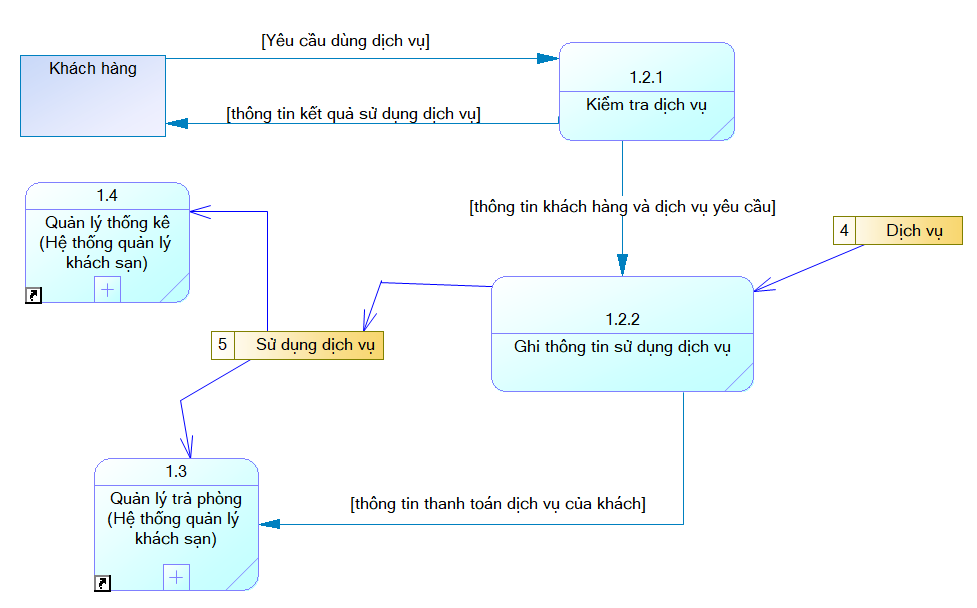 [Yêu cầu dùng dịch vụ]
Khách hàng
1.2.1
Kiểm tra dịch vụ
[thông tin kết quả sử dụng dịch vụ]
1.4
Quản lý thống kê
(Hệ thống quản lý
khách sạn)
[thông tin khách hàng và dịch vụ yêu cầu]
4 Dịch vụ
1.2.2
Ghi thông tin sử dụng dịch vụ
5 Sử dụng dịch vụ
1.3
Quản lý trả phòng
(Hệ thống quản lý
khách sạn)
[thông tin thanh toán dịch vụ của khách]